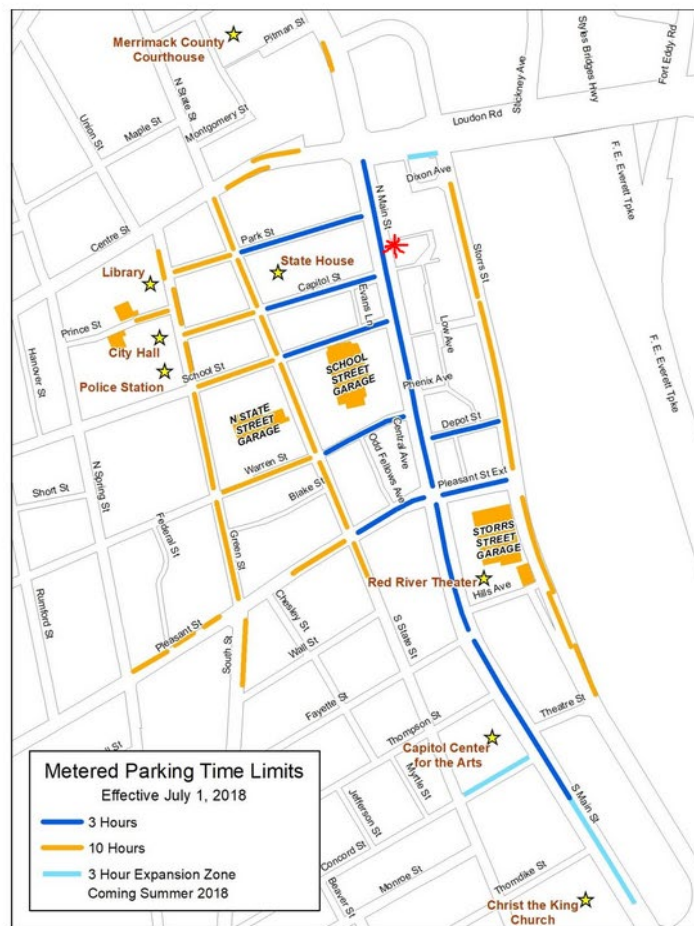 Merrimack County
Courthouse
Pitman St
N State St
Union St
Maple St
Montgomery St
Stickney Ave
Styles Bridges Hwy
Fort Eddy Rd
Loudon Rd
Dixon Ave
N Main St
F. E. Everett Tpke
Centre St
Park St
State House
Storrs St
Library
Capitol St
Evans Ln
Prince St
Low Ave
City Hall
Hanover St
School St
Police Station
SCHOOL
STREET
GARAGE
Phenix Ave
F. E. Everett Tpke
N STATE
STREET
GARAGE
Central Ave
Depot St
Odd Fellows Ave
Warren St
Pleasant St Ext
N Spring St
Short St
Blake St
Federal St
Green St
STORRS
STREET
GARAGE
Red River Theater
Hills Ave
Rumford St
Chesley St
Pleasant St
South St
Wall St
S State St
Fayette St
Theatre St
Thompson St
Capitol Center
for the Arts
Myrtle St
S Main St
Jefferson St
Concord St
Monroe St
Beaver St
Thorndike St
Christ the King
Church
Metered Parking Time Limits
Effective July 1, 2018
3 Hours
10 Hours
3 Hour Expansion Zone
Coming Summer 2018